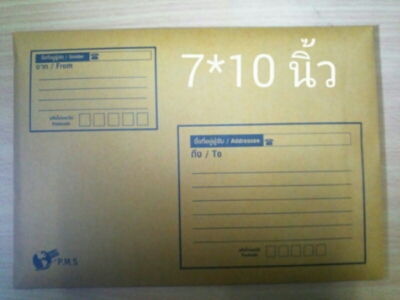 7*10 นิ้ว
ชื่อที่อยู่ผู้ส่ง / Sender
จาก / From
รหัสไปรษณีย์
Postcode
ชื่อที่อยู่ผู้รับ / Addressee
ถึง / To
รหัสไปรษณีย์
Postcode
P.M.S.